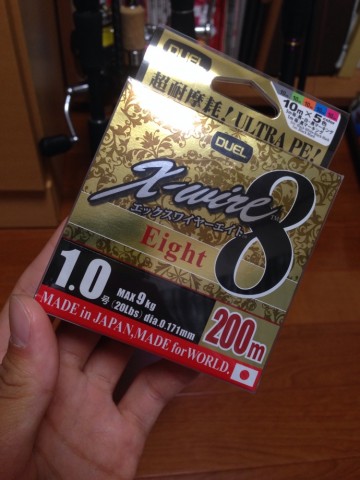 DUEL
超耐摩耗! ULTRA PE!
10m×5色
DUEL
X-wire 8
エックスワイヤーエイト
Eight
1.0号
MAX 9kg
(20Lbs) dia.0.171mm
200m
MADE in JAPAN, MADE for WORLD.